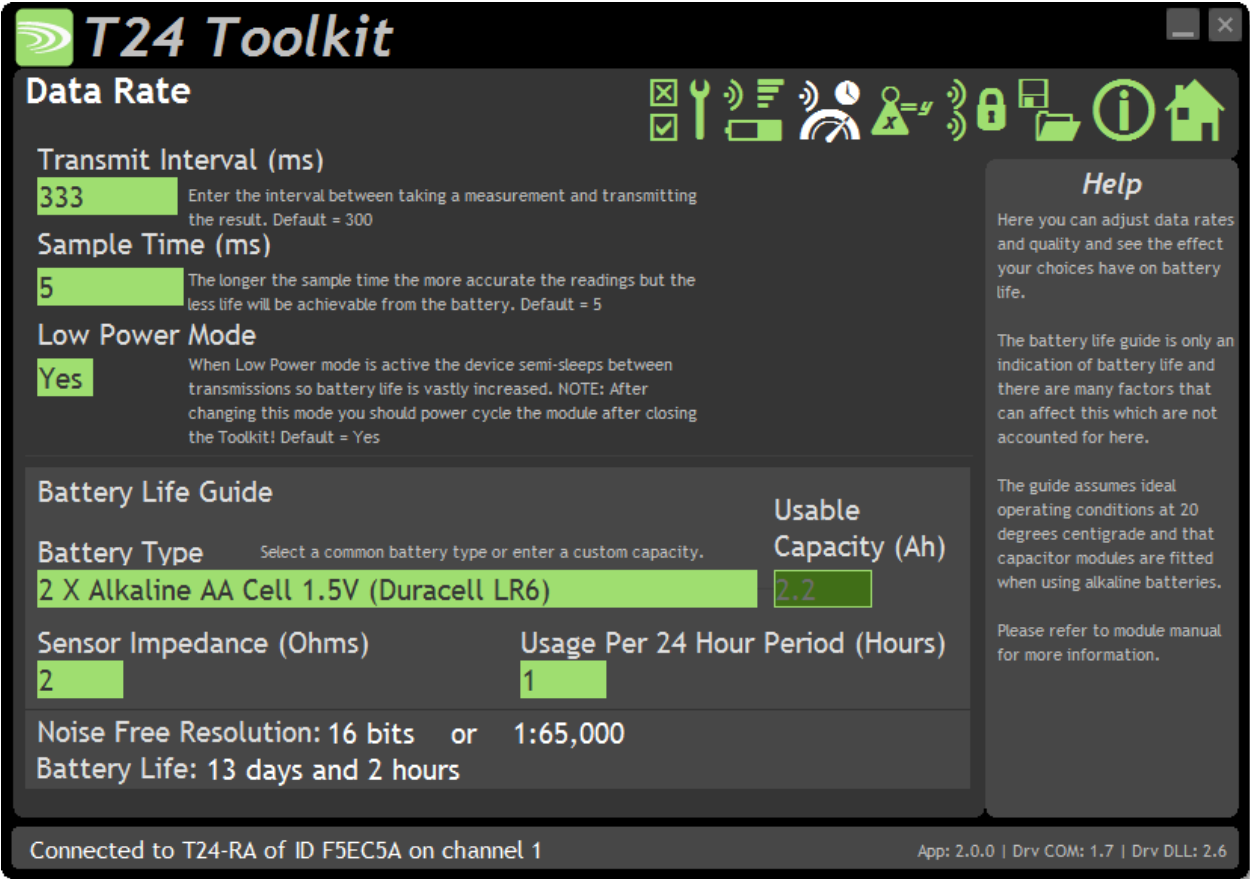 T24 Toolkit
Data Rate
x=y
Transmit Interval (ms)
333
Enter the interval between taking a measurement and transmitting
the result. Default = 300
Sample Time (ms)
5
The longer the sample time the more accurate the readings but the
less life will be achievable from the battery. Default = 5
Low Power Mode
Yes
When Low Power mode is active the device semi-sleeps between
transmissions so battery life is vastly increased. NOTE: After
changing this mode you should power cycle the module after closing
the Toolkit! Default = Yes
Battery Life Guide
Usable
Capacity (Ah)
Battery Type
Select a common battery type or enter a custom capacity.
2 X Alkaline AA Cell 1.5V (Duracell LR6)
2.2
Sensor Impedance (Ohms)
Usage Per 24 Hour Period (Hours)
2
1
Noise Free Resolution: 16 bits or 1:65,000
Battery Life: 13 days and 2 hours
Help
Here you can adjust data rates
and quality and see the effect
your choices have on battery
life.
The battery life guide is only an
indication of battery life and
there are many factors that
can affect this which are not
accounted for here.
The guide assumes ideal
operating conditions at 20
degrees centigrade and that
capacitor modules are fitted
when using alkaline batteries.
Please refer to module manual
for more information.
Connected to T24-RA of ID F5EC5A on channel 1
App: 2.0.0 | Drv COM: 1.7 | Drv DLL: 2.6